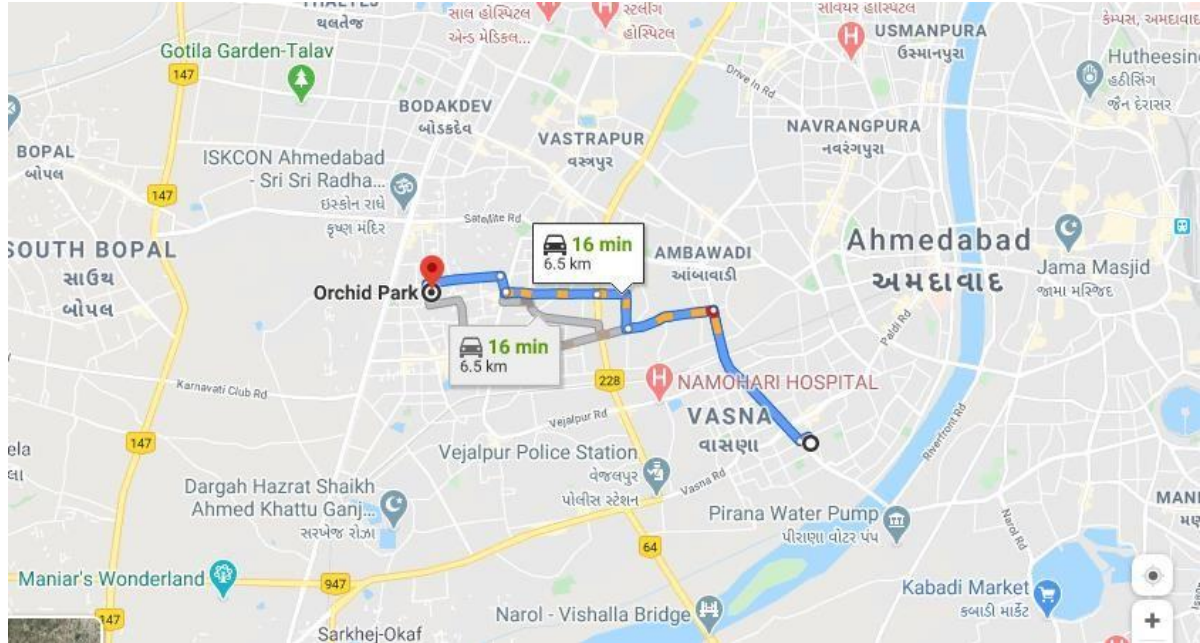 થલતેજ
સાલ હોસ્પિટલ
એન્ડ મેડિકલ...
સ્ટર્લીંગ
હોસ્પિટલ
USMANPURA
ઉસ્માનપુરા
કેમ્પસ, અમદાવાદ
Gotila Garden-Talav
147
Drive In Rd
Hutheesing
હઠીસિંગ
જૈન દેરાસર
BODAKDEV
બોડકદેવ
VASTRAPUR
વસ્ત્રપુર
NAVRANGPURA
નવરંગપુરા
BOPAL
બોપલ
ISKCON Ahmedabad
- Sri Sri Radha...
ઇસ્કોન રાધે
કૃષ્ણ મંદિર
147
Satellite Rd
SOUTH BOPAL
સાઉથ
બોપલ
16 min
6.5 km
AMBAWADI
આંબાવાડી
Ahmedabad
અમદાવાદ
Jama Masjid
જામા મસ્જિદ
Orchid Park
16 min
6.5 km
Paldi Rd
Karnavati Club Rd
228
NAMOHARI HOSPITAL
Vejalpur Rd
VASNA
વાસણા
Riverfront Rd
147
Vejalpur Police Station
વેજલપુર
પોલીસ સ્ટેશન
Vasna Rd
Dargah Hazrat Shaikh
Ahmed Khattu Ganj...
સરખેજ રોઝા
Pirana Water Pump
પીરાણા વોટર પંપ
Narol Rd
64
Maniar's Wonderland
947
Kabadi Market
કબાડી માર્કેટ
Narol - Vishalla Bridge
147
Sarkhej-Okaf